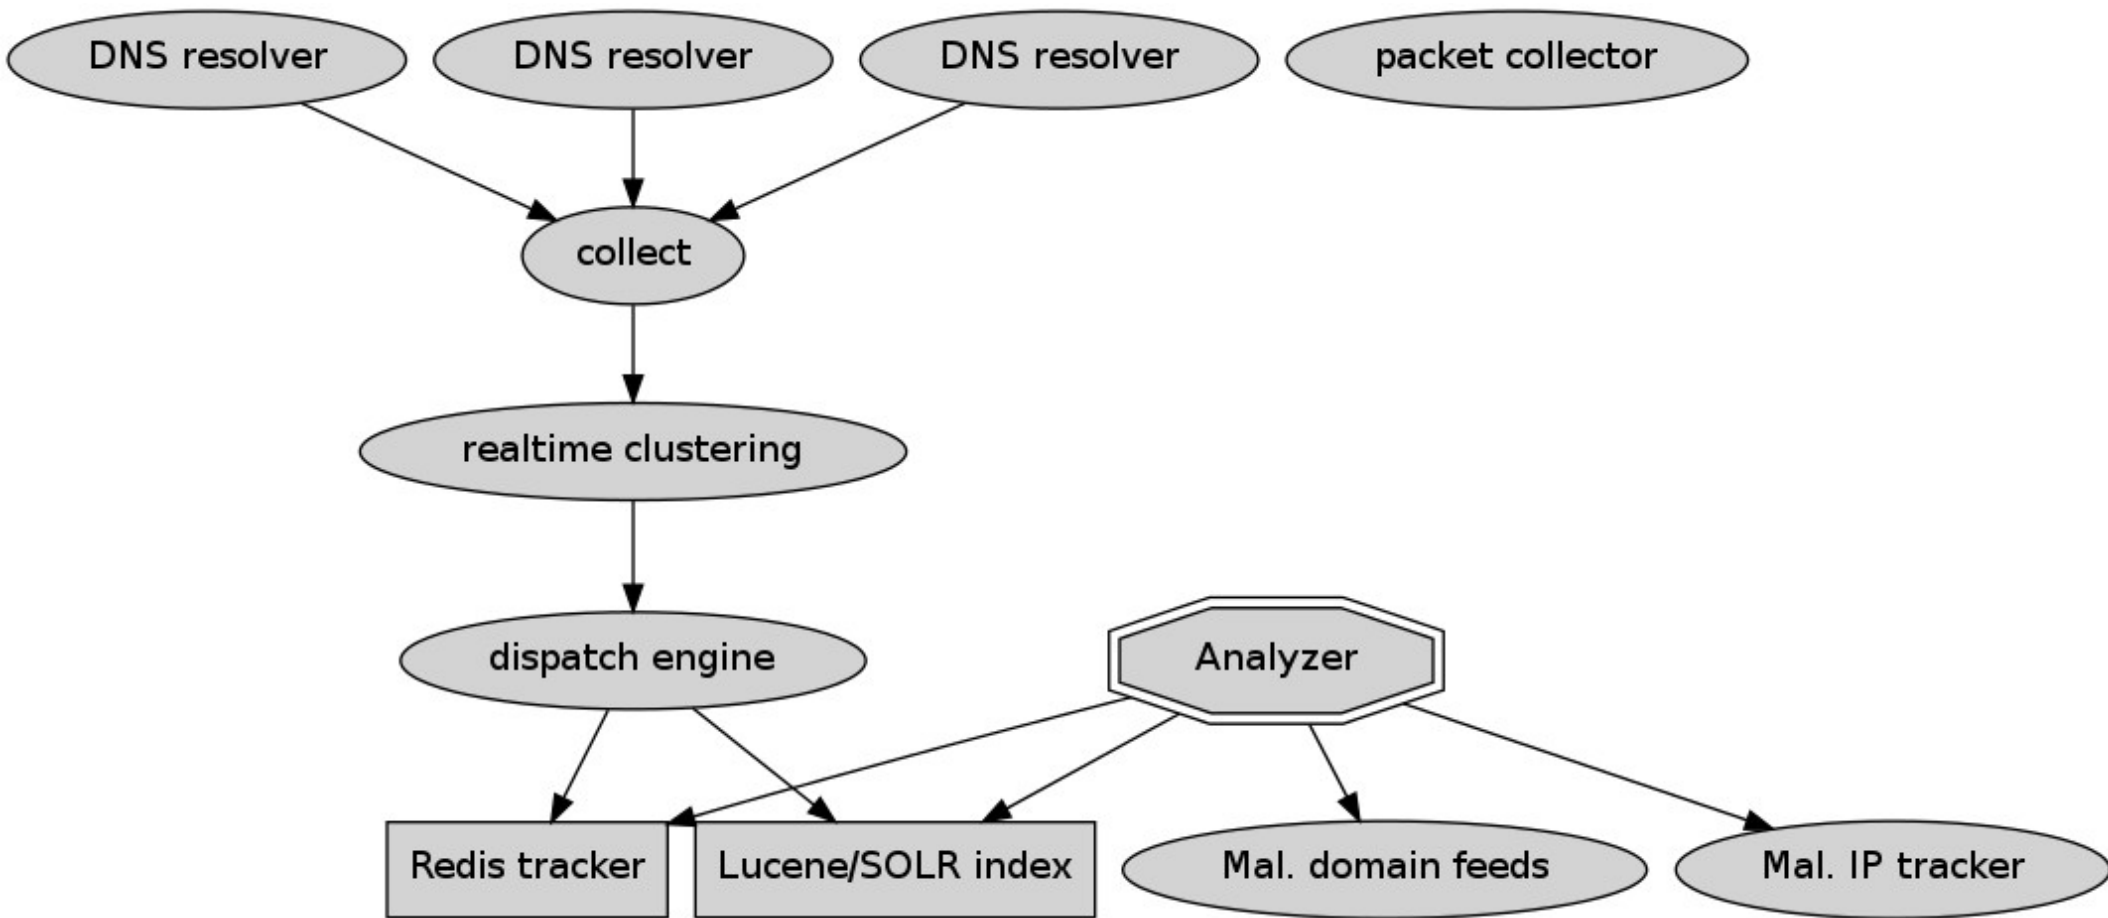 DNS resolver
DNS resolver
DNS resolver
packet collector
collect
realtime clustering
dispatch engine
Analyzer
Redis tracker
Lucene/SOLR index
Mal. domain feeds
Mal. IP tracker